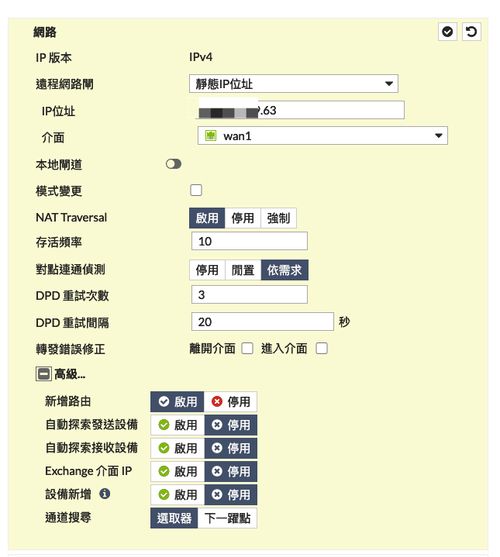 網路
IP 版本 IPv4
遠程網路閘 靜態IP位址
IP位址 .63
介面 wan1
本地閘道
模式變更
NAT Traversal 啟用 停用 強制
存活頻率 10
對點連通偵測 停用 閒置 依需求
DPD 重試次數 3
DPD 重試間隔 20 秒
轉發錯誤修正 離開介面 進入介面
高級...
新增路由 啟用 停用
自動探索發送設備 啟用 停用
自動探索接收設備 啟用 停用
Exchange 介面 IP 啟用 停用
設備新增 啟用 停用
通道搜尋 選取器 下一躍點